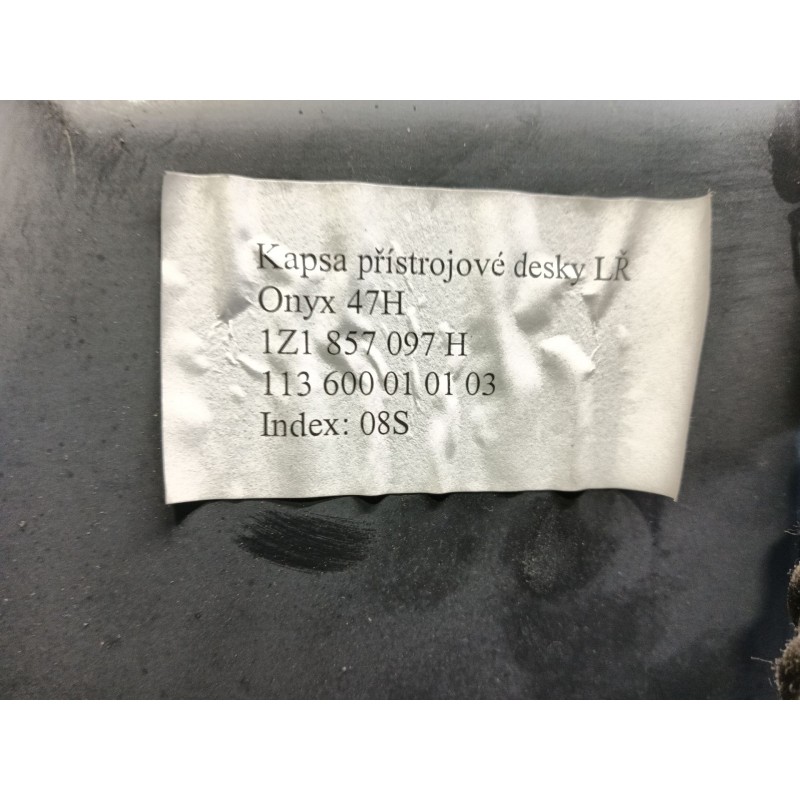 Kapsa přístrojové desky LŘ
Onyx 47H
1Z1 857 097 H
113 600 01 01 03
Index: 08S